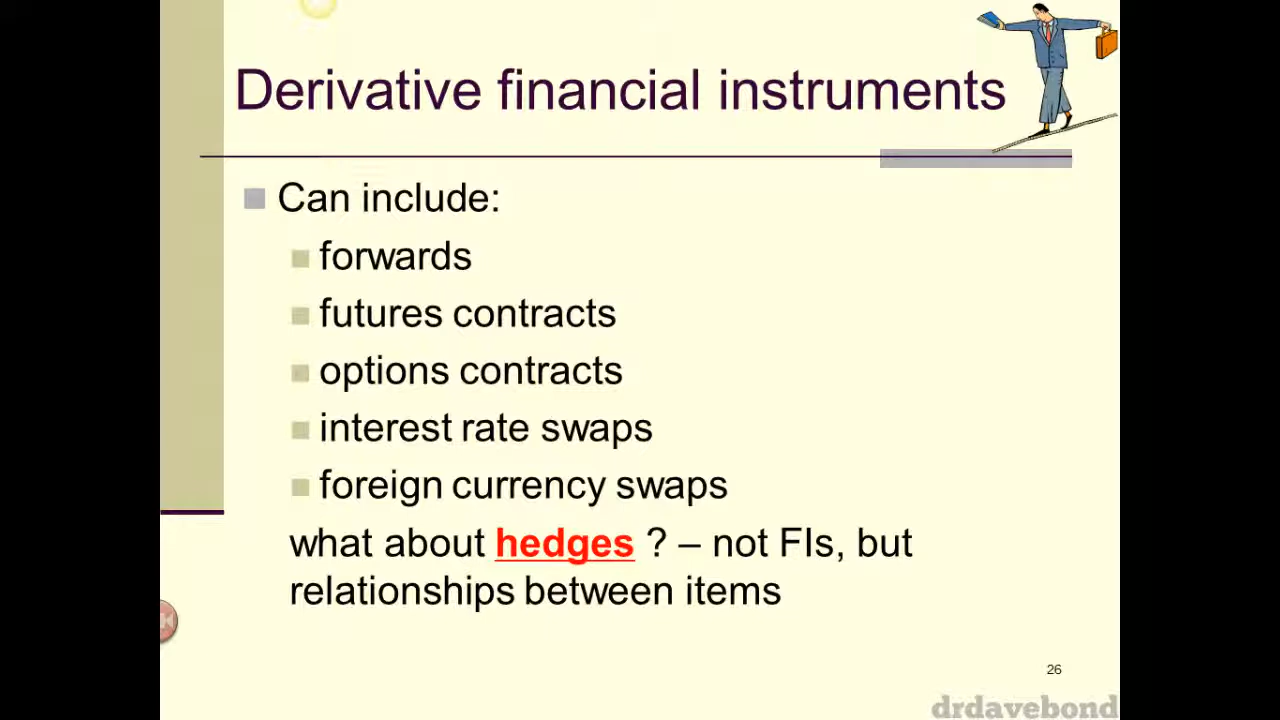 Derivative financial instruments
Can include:
forwards
futures contracts
options contracts
interest rate swaps
foreign currency swaps
what about hedges ? – not FIs, but
relationships between items
26
drdavebond